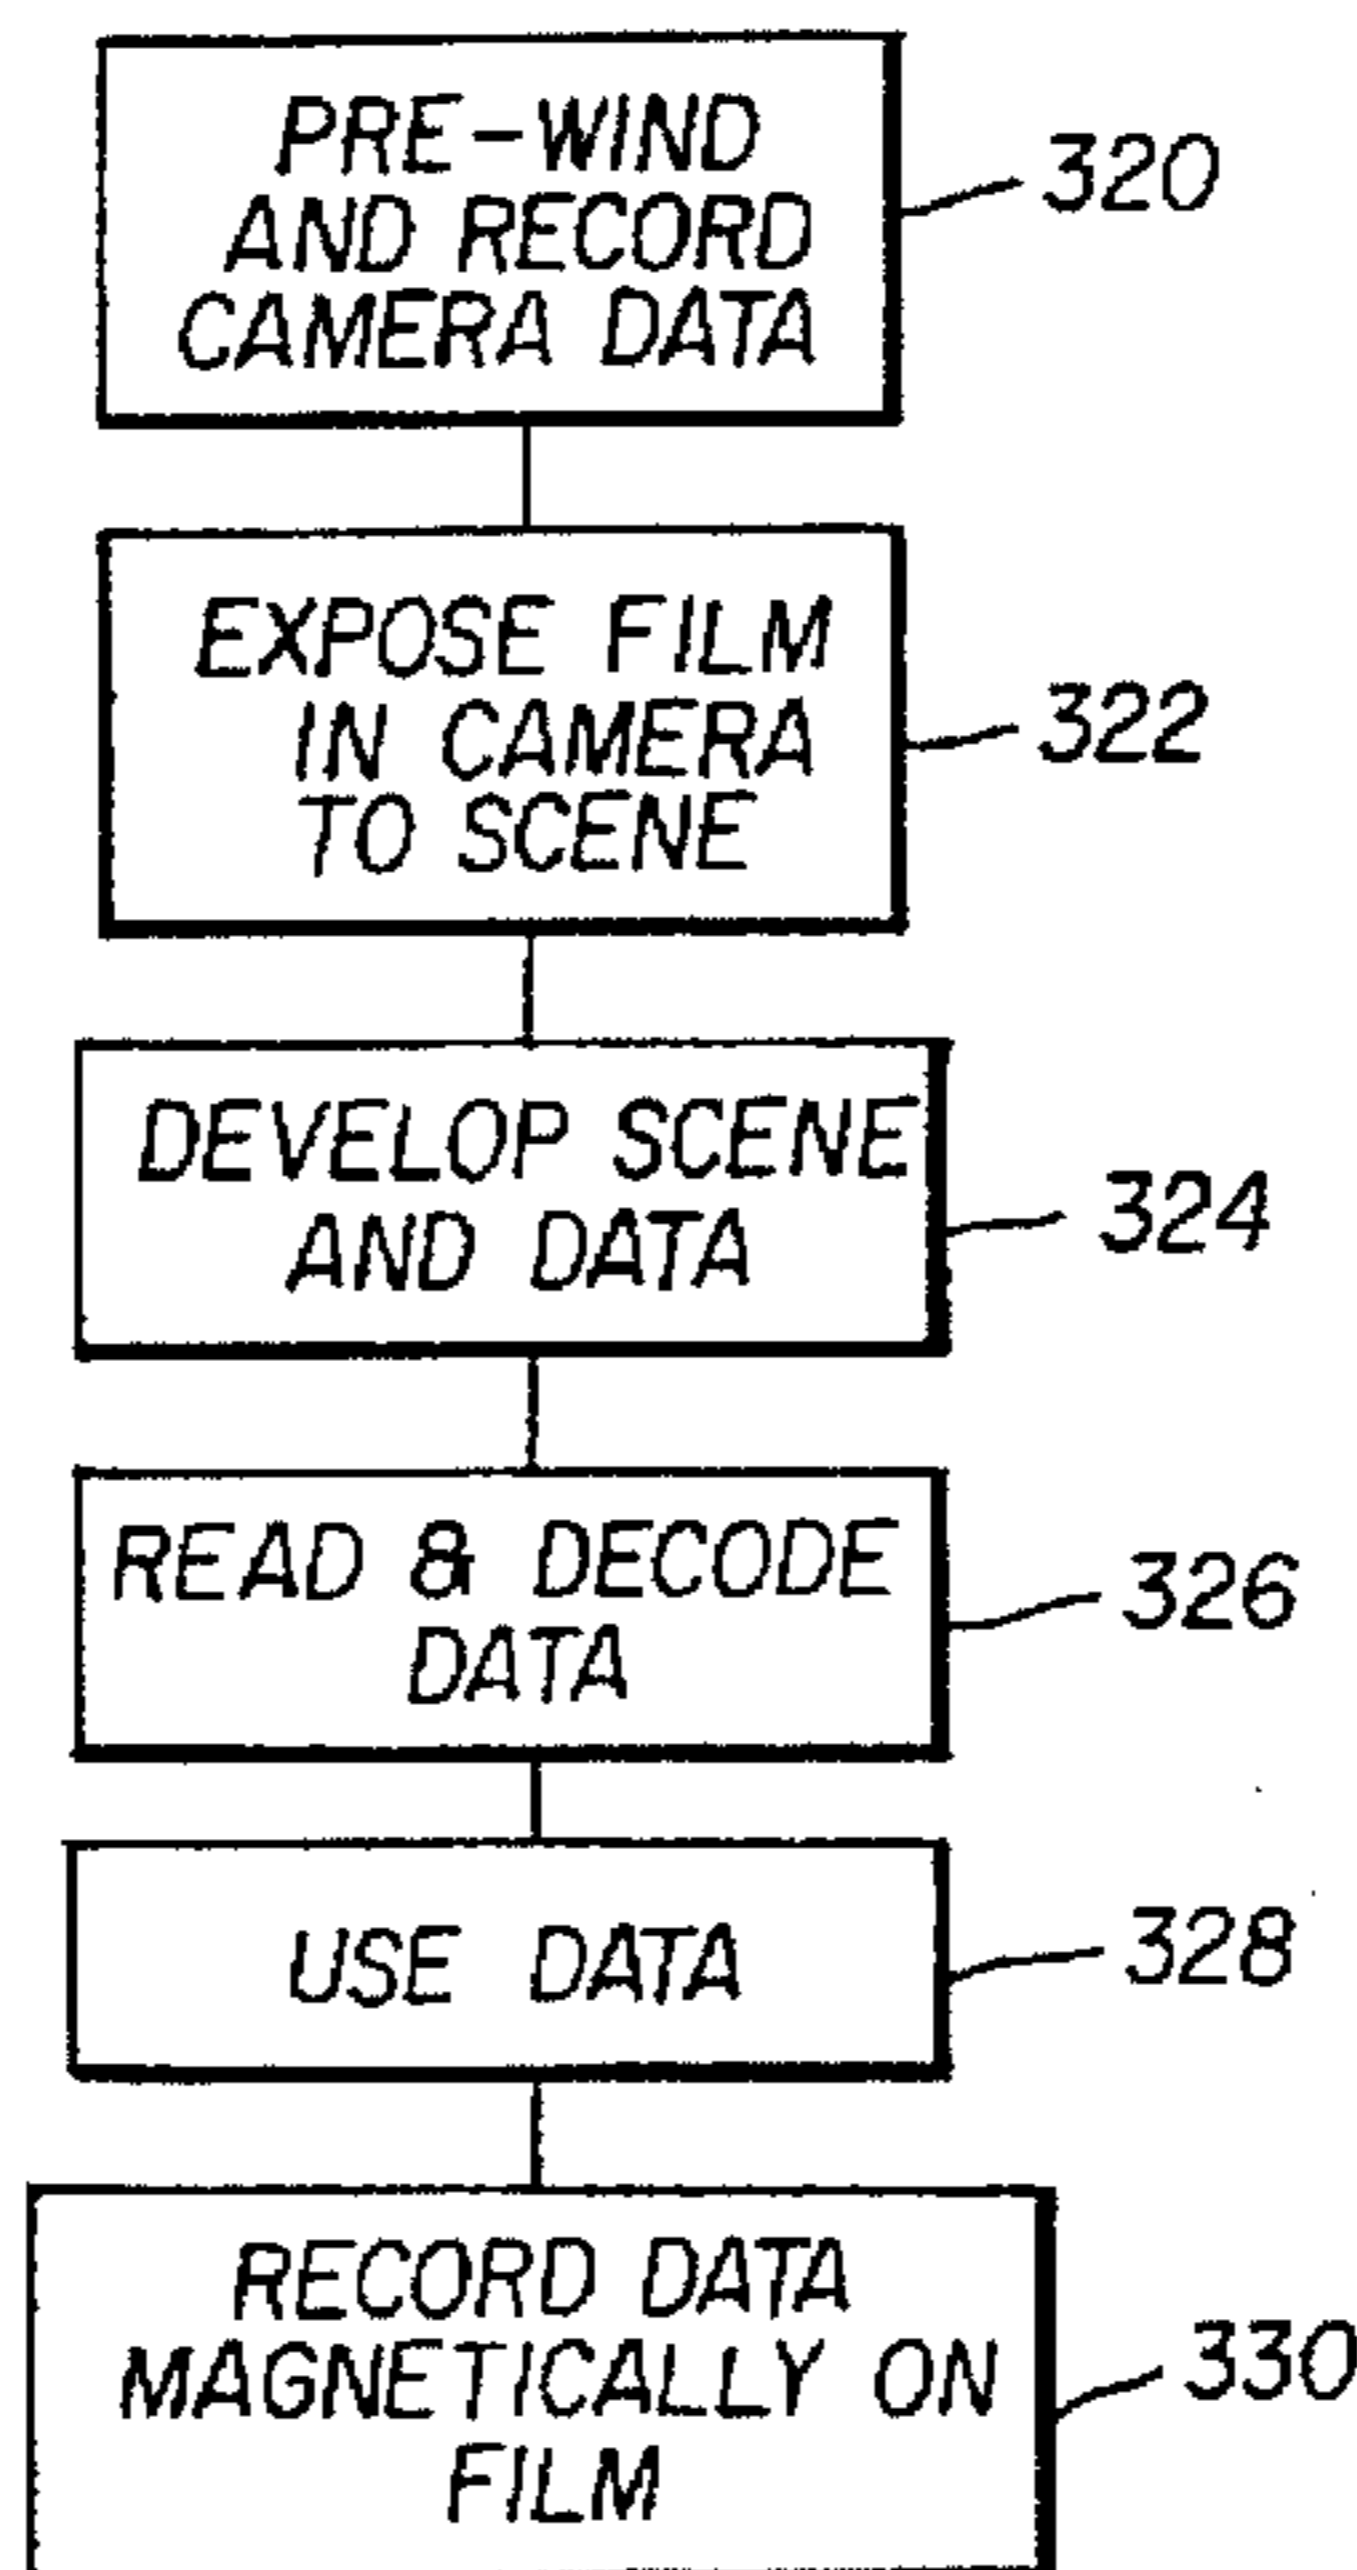 PRE-WIND
AND RECORD
CAMERA DATA
320
EXPOSE FILM
IN CAMERA
TO SCENE
322
DEVELOP SCENE
AND DATA
324
READ & DECODE
DATA
326
USE DATA
328
RECORD DATA
MAGNETICALLY ON
FILM
330